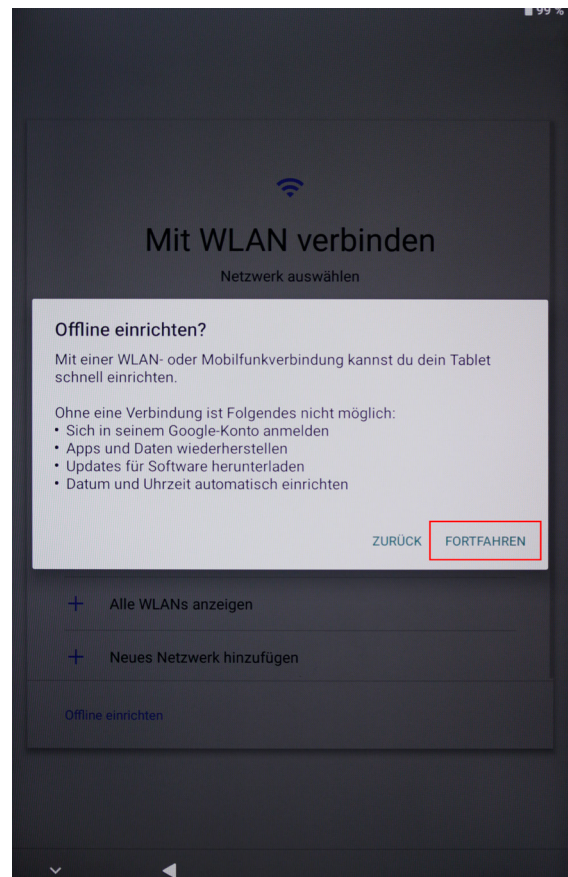 99 %
Mit WLAN verbinden
Netzwerk auswählen
Offline einrichten?
Mit einer WLAN- oder Mobilfunkverbindung kannst du dein Tablet
schnell einrichten.
Ohne eine Verbindung ist Folgendes nicht möglich:
• Sich in seinem Google-Konto anmelden
• Apps und Daten wiederherstellen
• Updates für Software herunterladen
• Datum und Uhrzeit automatisch einrichten
ZURÜCK FORTFAHREN
+ Alle WLANs anzeigen
+ Neues Netzwerk hinzufügen
Offline einrichten